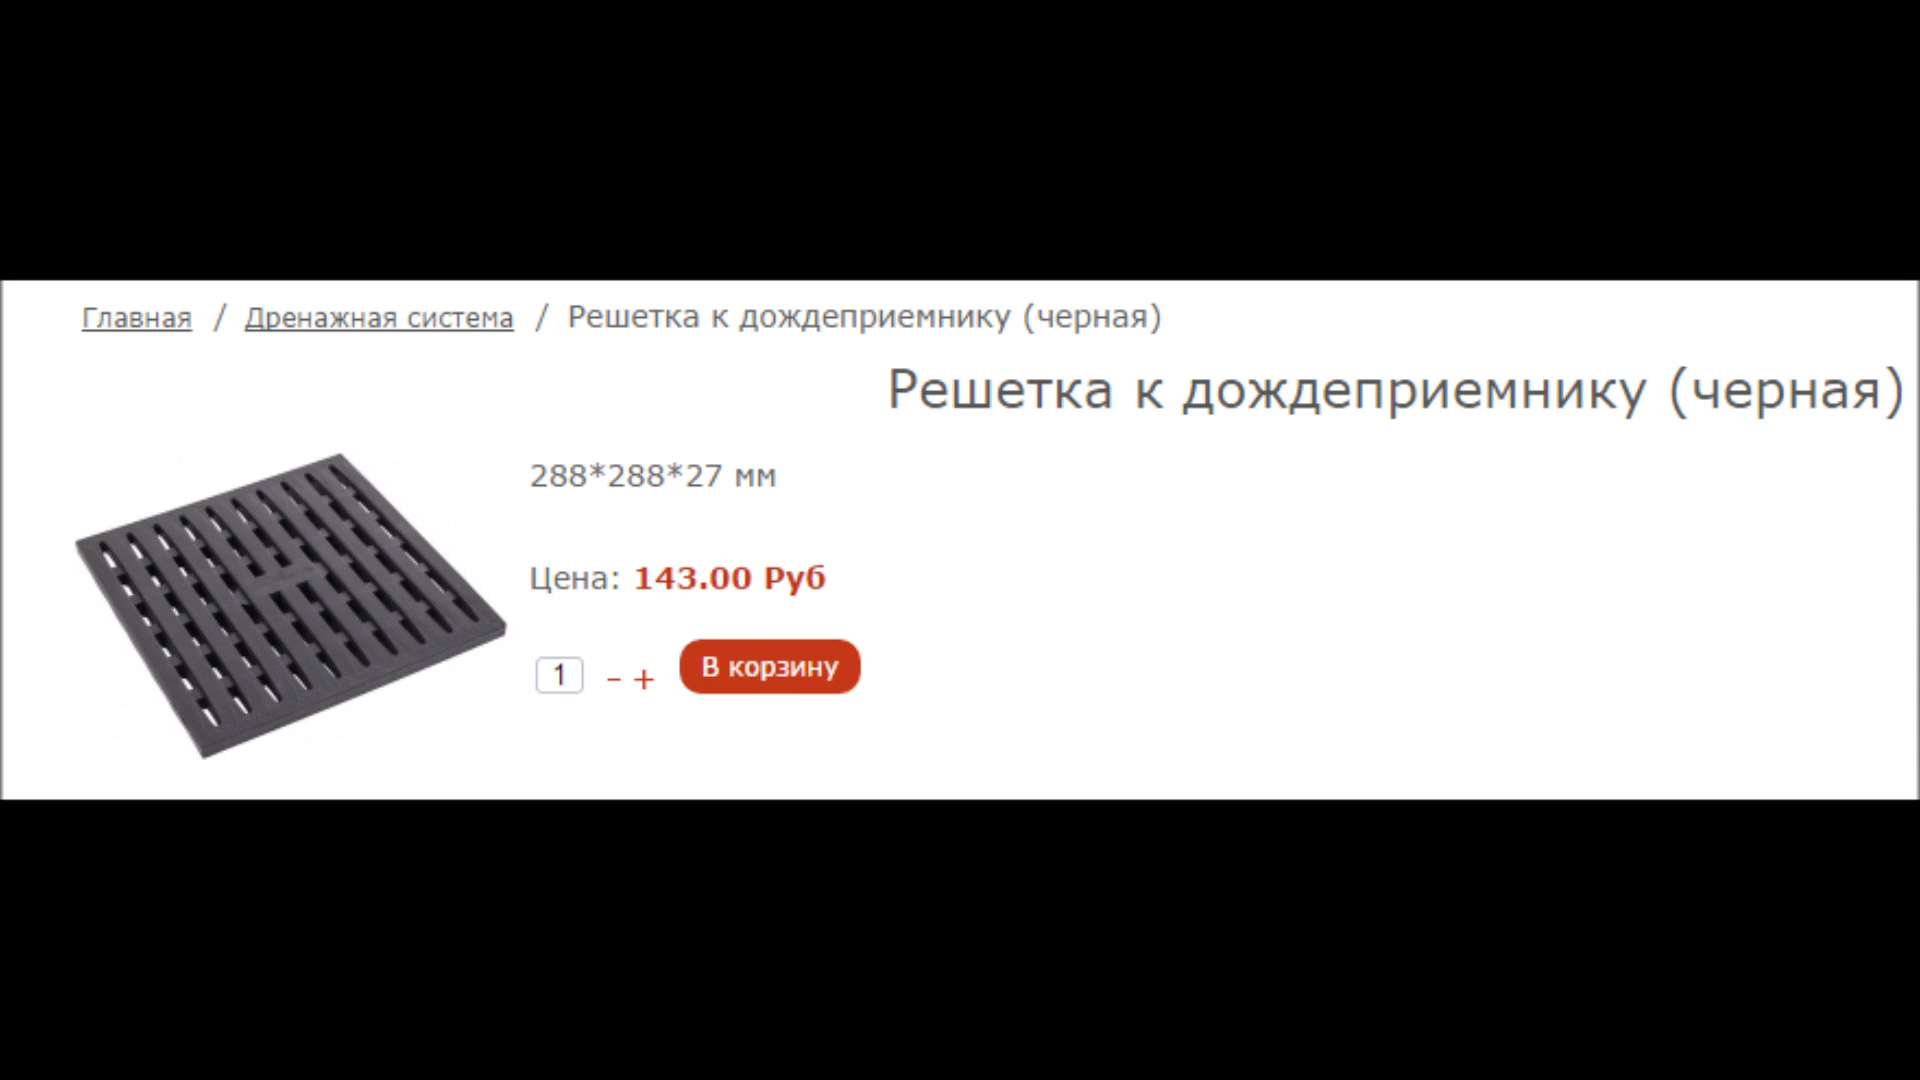 Главная / Дренажная система / Решетка к дождеприемнику (черная)
Решетка к дождеприемнику (черная)
288*288*27 мм
Цена: 143.00 Руб
1 - + В корзину